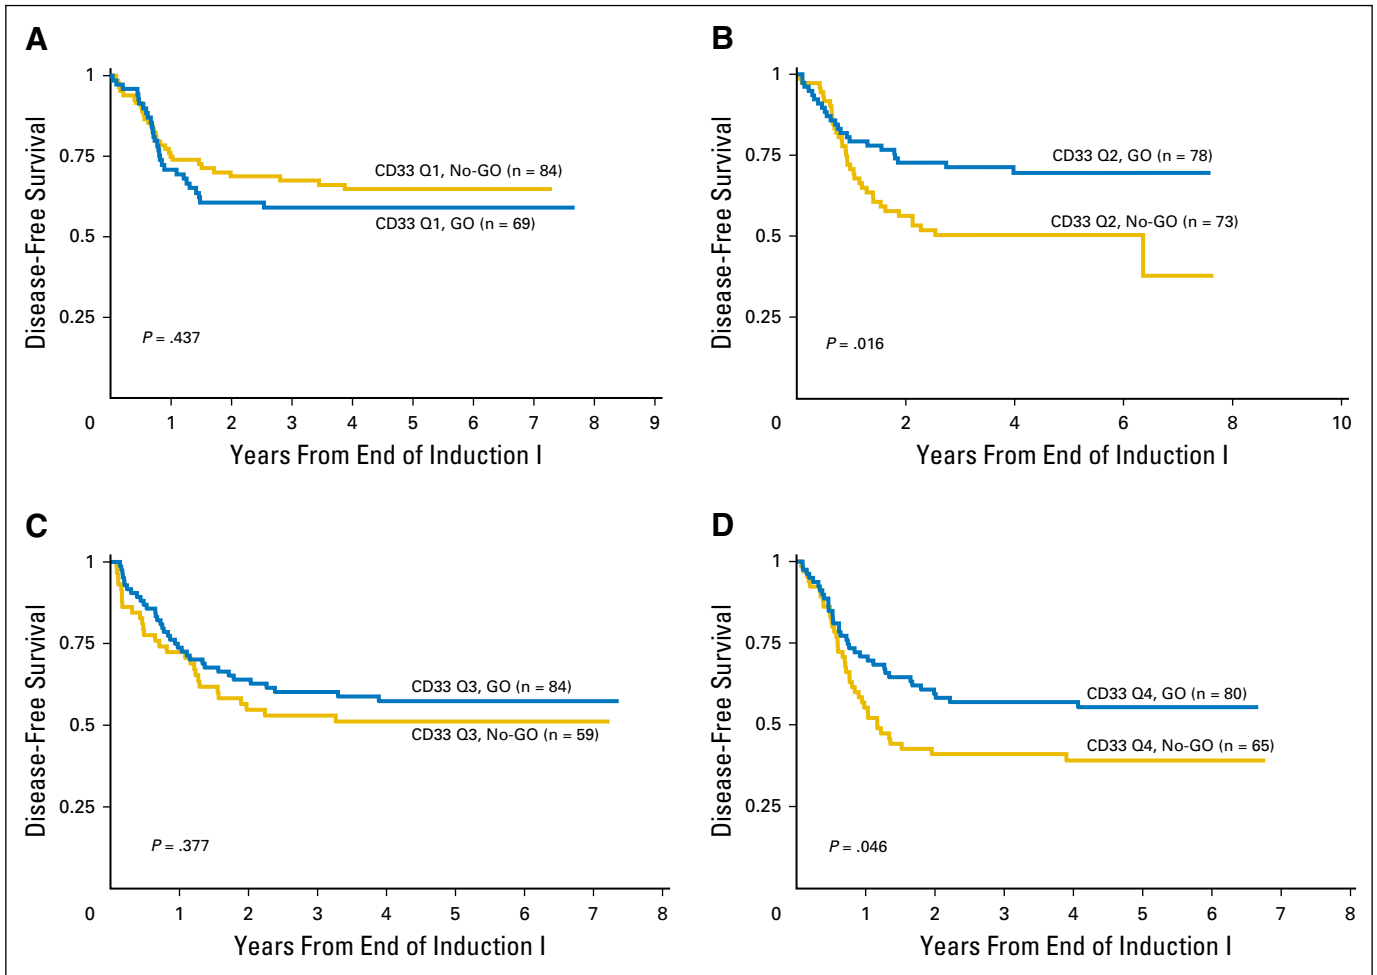 A
Disease-Free Survival
1
0.75
0.5
0.25
0
CD33 Q1, No-GO (n = 84)
CD33 Q1, GO (n = 69)
P = .437
1 2 3 4 5 6 7 8 9
Years From End of Induction I
B
Disease-Free Survival
1
0.75
0.5
0.25
0
CD33 Q2, GO (n = 78)
CD33 Q2, No-GO (n = 73)
P = .016
2 4 6 8 10
Years From End of Induction I
C
Disease-Free Survival
1
0.75
0.5
0.25
0
CD33 Q3, GO (n = 84)
CD33 Q3, No-GO (n = 59)
P = .377
1 2 3 4 5 6 7 8
Years From End of Induction I
D
Disease-Free Survival
1
0.75
0.5
0.25
0
CD33 Q4, GO (n = 80)
CD33 Q4, No-GO (n = 65)
P = .046
1 2 3 4 5 6 7 8
Years From End of Induction I